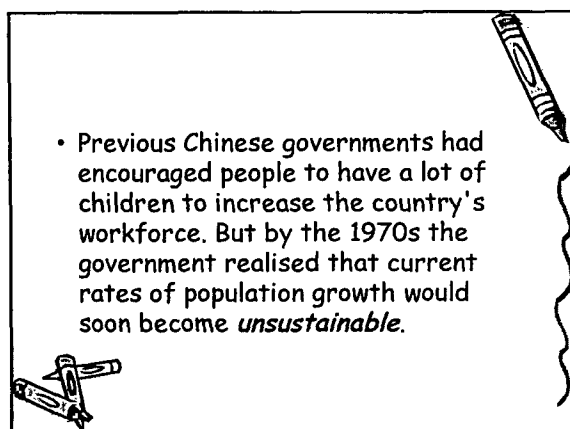 • Previous Chinese governments had
encouraged people to have a lot of
children to increase the country's
workforce. But by the 1970s the
government realised that current
rates of population growth would
soon become unsustainable.